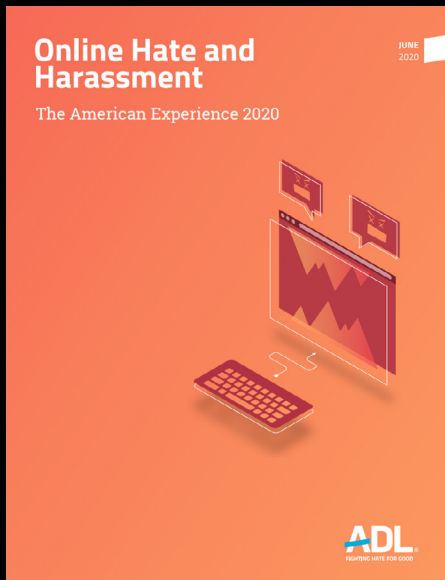 Online Hate and
Harassment
The American Experience 2020
JUNE
2020
ADL®
FIGHTING HATE FOR GOOD